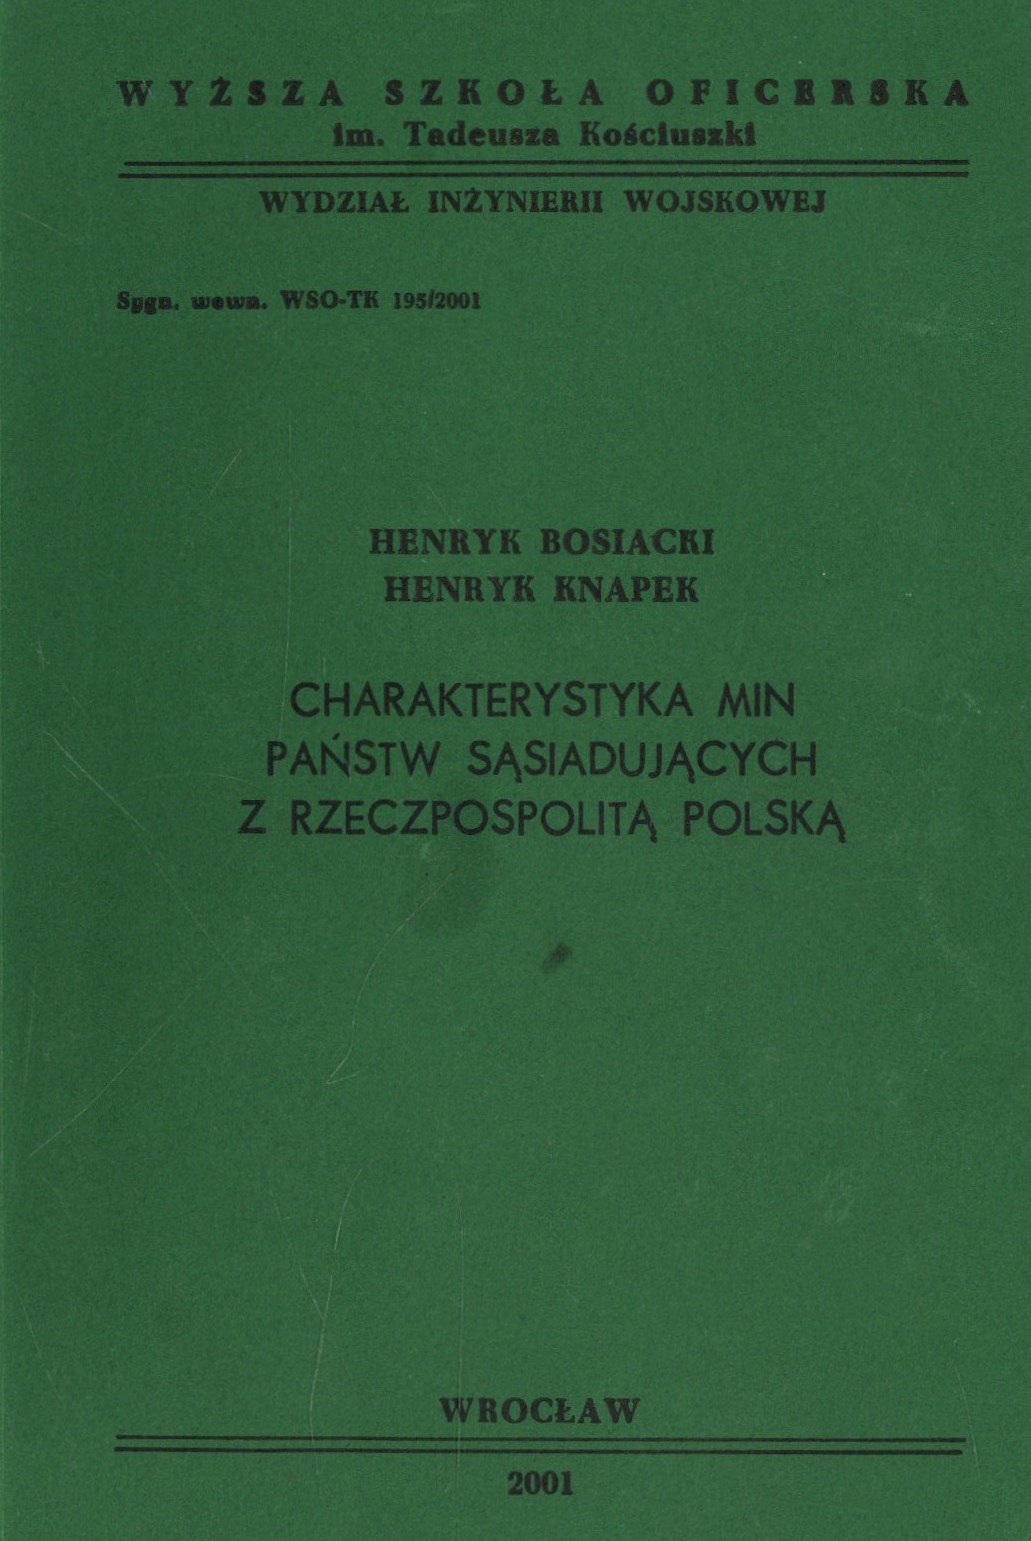 WYŻSZA SZKOŁA OFICERSKA
im. Tadeusza Kościuszki
WYDZIAŁ INŻYNIERII WOJSKOWEJ
Sygn. wewn. WSO-TK 195/2001
HENRYK BOSIACKI
HENRYK KNAPEK
CHARAKTERYSTYKA MIN
PAŃSTW SĄSIADUJĄCYCH
Z RZECZPOSPOLITĄ POLSKĄ
WROCŁAW
2001